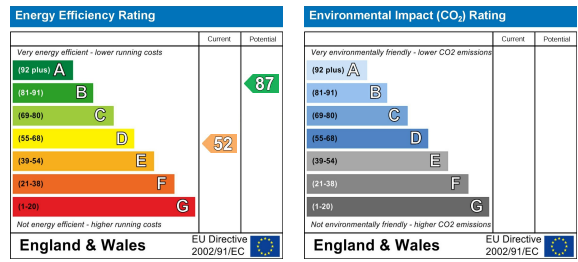 Energy Efficiency Rating
Current Potential
Very energy efficient - lower running costs
(92 plus) A
(81-91) B
(69-80) C
(55-68) D
(39-54) E
(21-38) F
(1-20) G
87
52
Not energy efficient - higher running costs
England & Wales
EU Directive
2002/91/EC
Environmental Impact (CO2) Rating
Current Potential
Very environmentally friendly - lower CO2 emissions
(92 plus) A
(81-91) B
(69-80) C
(55-68) D
(39-54) E
(21-38) F
(1-20) G
Not environmentally friendly - higher CO2 emissions
England & Wales
EU Directive
2002/91/EC